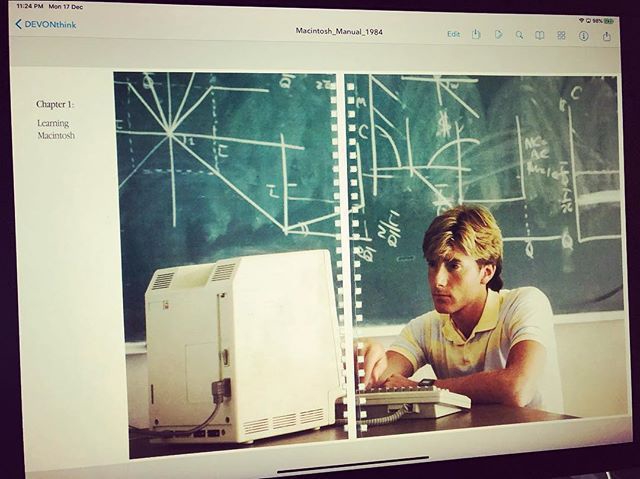 11:24 PM Mon 17 Dec
98%
DEVONthink
Macintosh_Manual_1984
Edit
Chapter 1:
Learning
Macintosh